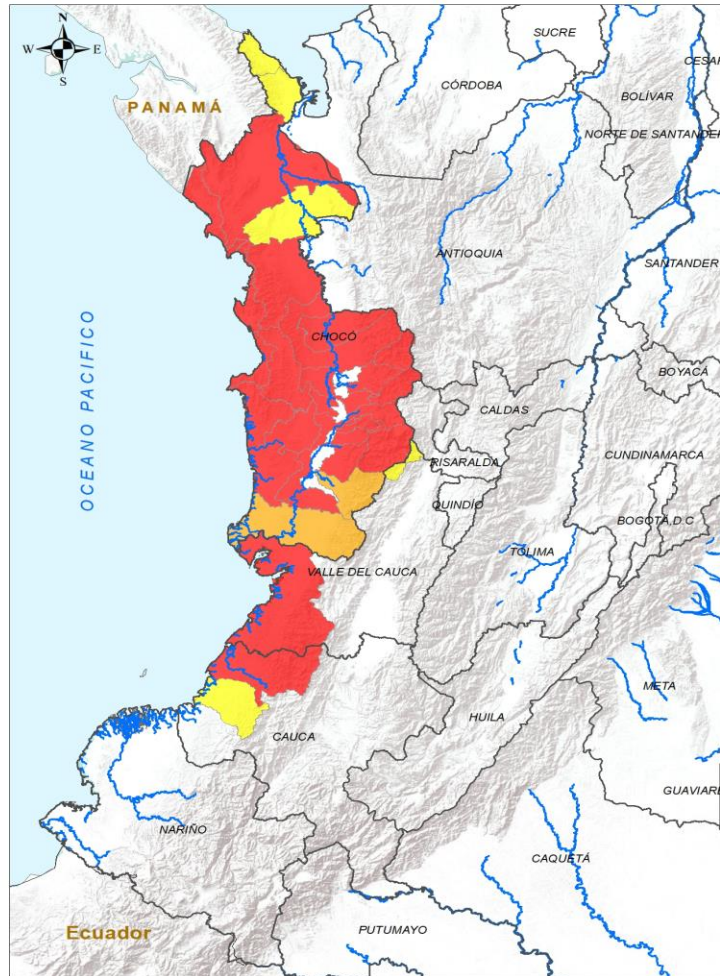 N
W E
S
PANAMÁ
SUCRE
CESAR
CÓRDOBA
BOLÍVAR
NORTE DE SANTANDER
ANTIOQUIA
SANTANDER
OCEANO PACIFICO
CHOCÓ
BOYACÁ
CALDAS
CUNDINAMARCA
RISARALDA
QUINDÍO
BOGOTÁ, D.C
TOLIMA
VALLE DEL CAUCA
META
HUILA
CAUCA
GUAVIARE
NARIÑO
CAQUETÁ
Ecuador
PUTUMAYO